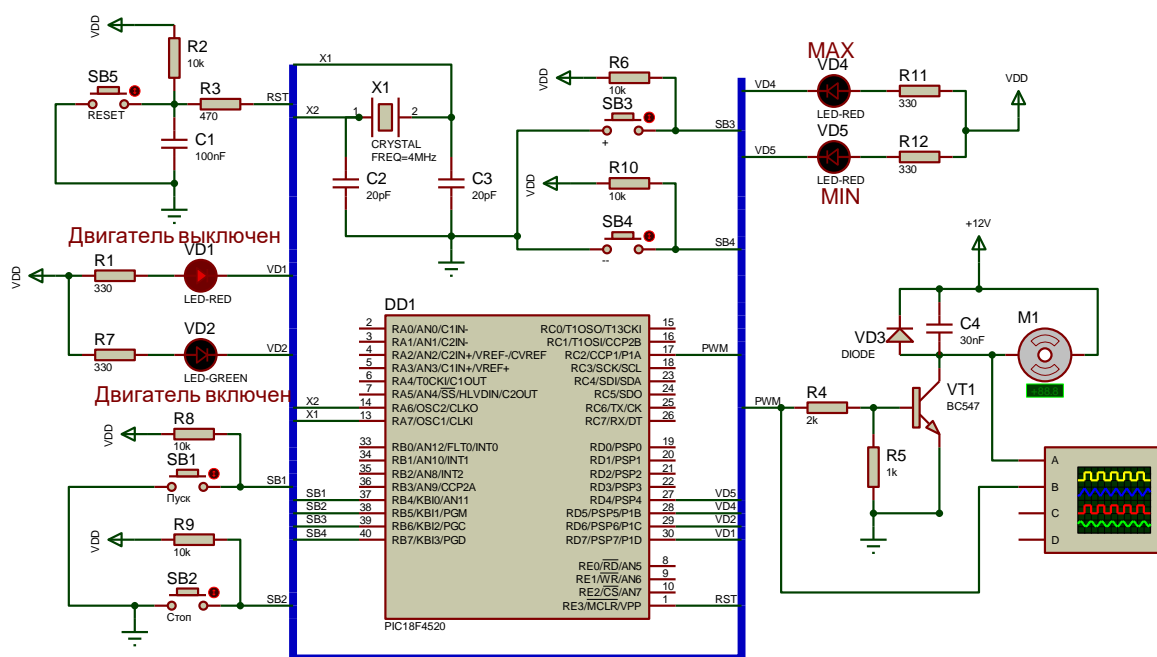 VDD
R2
10k
SB5
RESET
R3
470
RST
C1
100nF
X1
X2
X1
1
2
CRYSTAL
FREQ=4MHz
C2
20pF
C3
20pF
R6
10k
VDD
SB3
+
SB3
R10
10k
VDD
SB4
--
SB4
MAX
VD4
VD4
LED-RED
R11
330
VDD
VD5
VD5
LED-RED
MIN
R12
330
Двигатель выключен
VDD
R1
330
VD1
LED-RED
VD1
R7
330
VD2
LED-GREEN
VD2
Двигатель включен
VDD
R8
10k
SB1
Пуск
SB1
VDD
R9
10k
SB2
Стоп
SB2
DD1
2 RA0/AN0/C1IN- RC0/T1OSO/T13CKI 15
3 RA1/AN1/C2IN- RC1/T1OSI/CCP2B 16
4 RA2/AN2/C2IN+/VREF-/CVREF RC2/CCP1/P1A 17 PWM
5 RA3/AN3/C1IN+/VREF+ RC3/SCK/SCL 18
6 RA4/T0CKI/C1OUT RC4/SDI/SDA 23
7 RA5/AN4/SS/HLVDIN/C2OUT RC5/SDO 24
X2 14 RA6/OSC2/CLKO RC6/TX/CK 25
X1 13 RA7/OSC1/CLKI RC7/RX/DT 26
33 RB0/AN12/FLT0/INT0 RD0/PSP0 19
34 RB1/AN10/INT1 RD1/PSP1 20
35 RB2/AN8/INT2 RD2/PSP2 21
36 RB3/AN9/CCP2A RD3/PSP3 22
SB1 37 RB4/KBI0/AN11 RD4/PSP4 27 VD5
SB2 38 RB5/KBI1/PGM RD5/PSP5/P1B 28 VD4
SB3 39 RB6/KBI2/PGC RD6/PSP6/P1C 29 VD2
SB4 40 RB7/KBI3/PGD RD7/PSP7/P1D 30 VD1
RE0/RD/AN5 8
RE1/WR/AN6 9
RE2/CS/AN7 10
RE3/MCLR/VPP 1 RST
PIC18F4520
+12V
VD3
DIODE
C4
30nF
M1
PWM
R4
2k
R5
1k
VT1
BC547
A
B
C
D